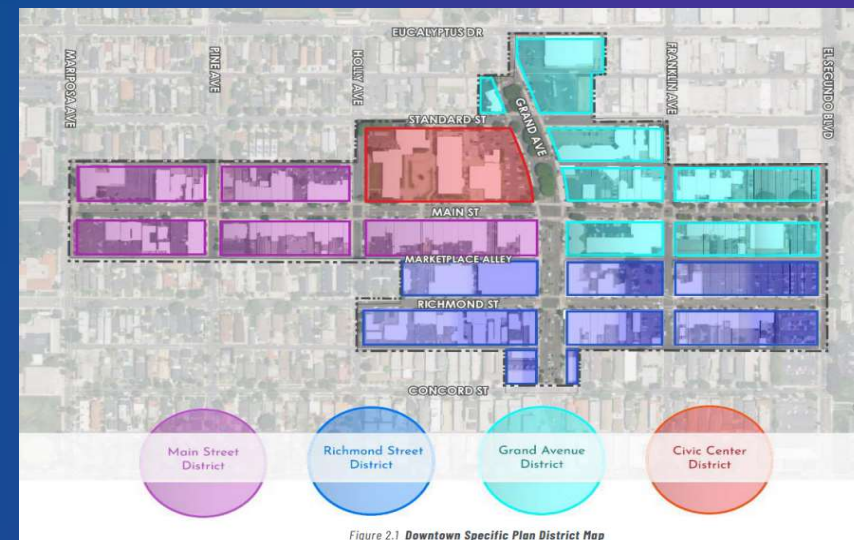 EUCALYPTUS DR
MARIPOSA AVE
PINE AVE
HOLLY AVE
GRAND AVE
FRANKLIN AVE
EL SEGUNDO BLVD
STANDARD ST
MAIN ST
MARKETPLACE ALLEY
RICHMOND ST
CONCORD ST
Main Street
District
Richmond Street
District
Grand Avenue
District
Civic Center
District
Figure 2.1 Downtown Specific Plan District Map